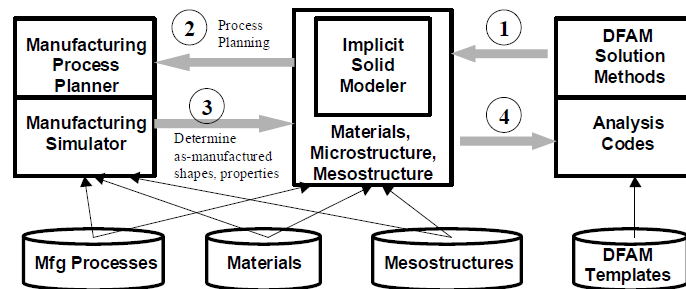 Manufacturing
Process
Planner
Manufacturing
Simulator
2
Process
Planning
3
Determine
as-manufactured
shapes, properties
Implicit
Solid
Modeler
Materials,
Microstructure,
Mesostructure
1
4
DFAM
Solution
Methods
Analysis
Codes
Mfg Processes
Materials
Mesostructures
DFAM
Templates